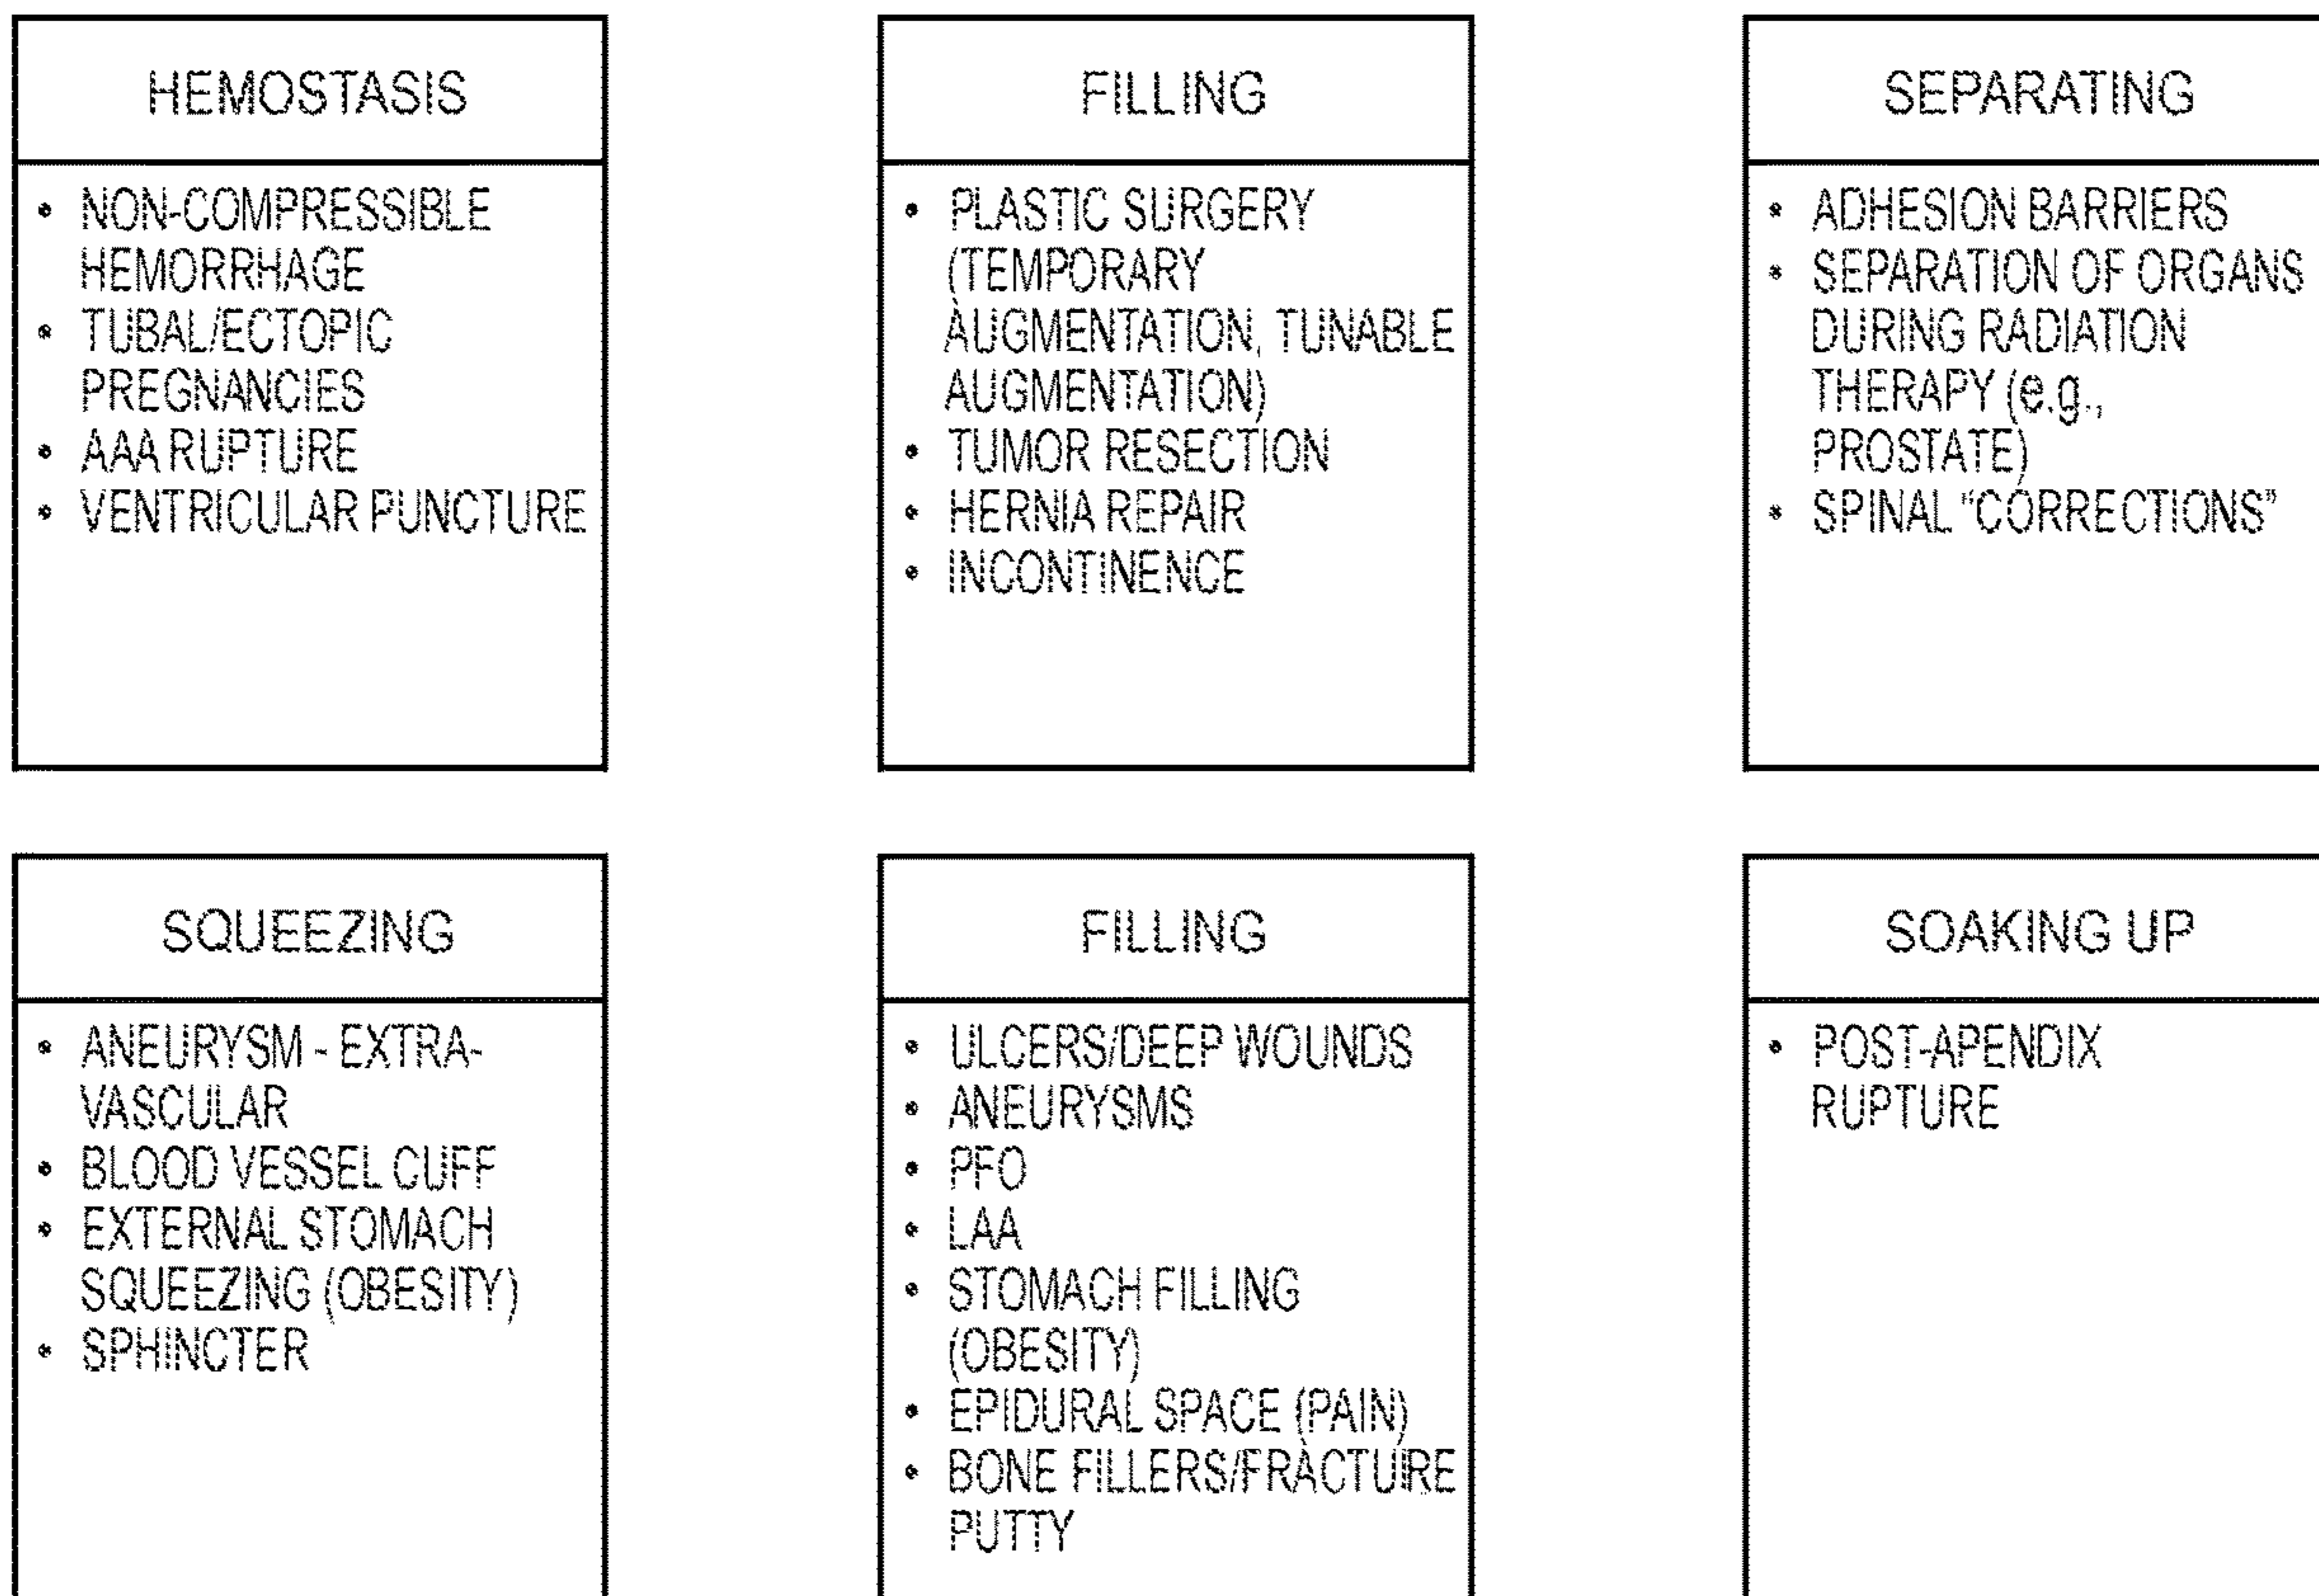 HEMOSTASIS
• NON-COMPRESSIBLE
HEMORRHAGE
• TUBAL/ECTOPIC
PREGNANCIES
• AAA RUPTURE
• VENTRICULAR PUNCTURE
FILLING
• PLASTIC SURGERY
(TEMPORARY
AUGMENTATION, TUNABLE
AUGMENTATION)
• TUMOR RESECTION
• HERNIA REPAIR
• INCONTINENCE
SEPARATING
• ADHESION BARRIERS
• SEPARATION OF ORGANS
DURING RADIATION
THERAPY (e.g.,
PROSTATE)
• SPINAL "CORRECTIONS"
SQUEEZING
• ANEURYSM - EXTRA-
VASCULAR
• BLOOD VESSEL CUFF
• EXTERNAL STOMACH
SQUEEZING (OBESITY)
• SPHINCTER
FILLING
• ULCERS/DEEP WOUNDS
• ANEURYSMS
• PFO
• LAA
• STOMACH FILLING
(OBESITY)
• EPIDURAL SPACE (PAIN)
• BONE FILLERS/FRACTURE
PUTTY
SOAKING UP
• POST-APENDIX
RUPTURE